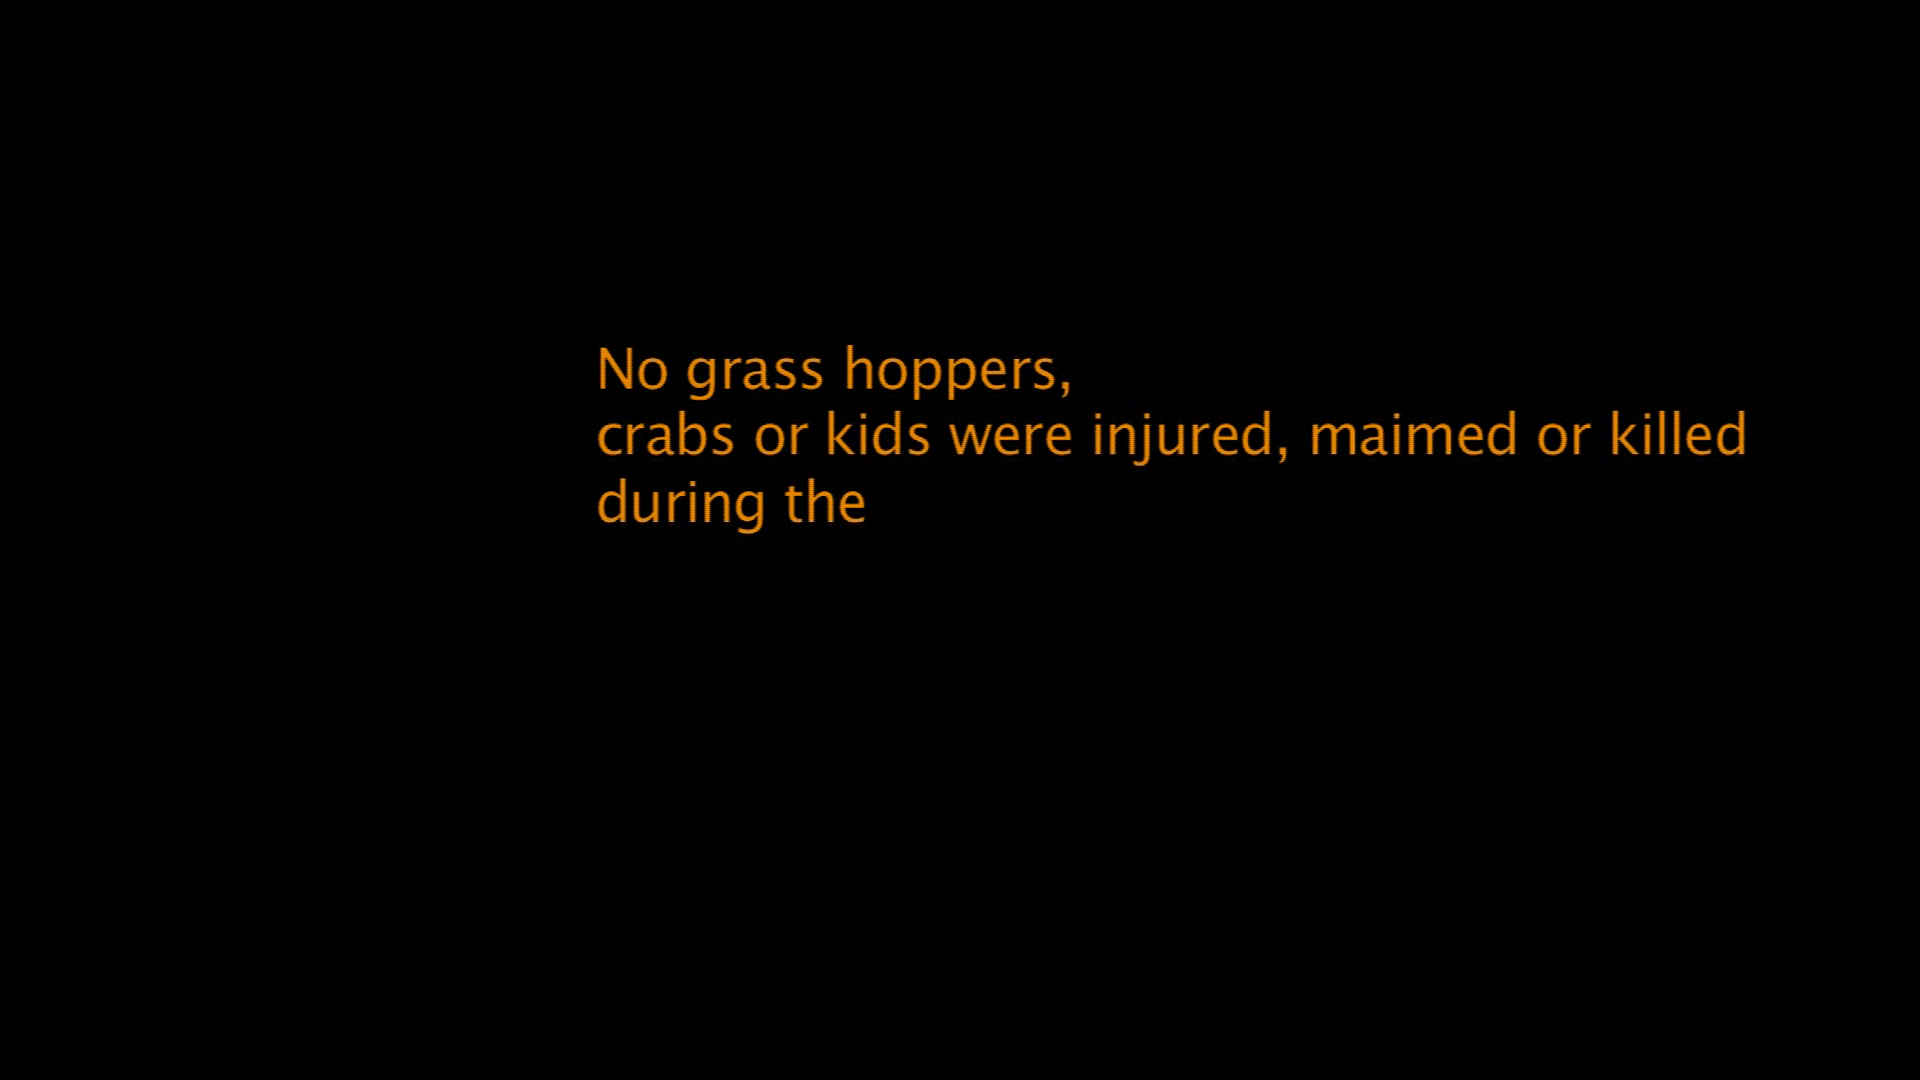 No grass hoppers,
crabs or kids were injured, maimed or killed
during the